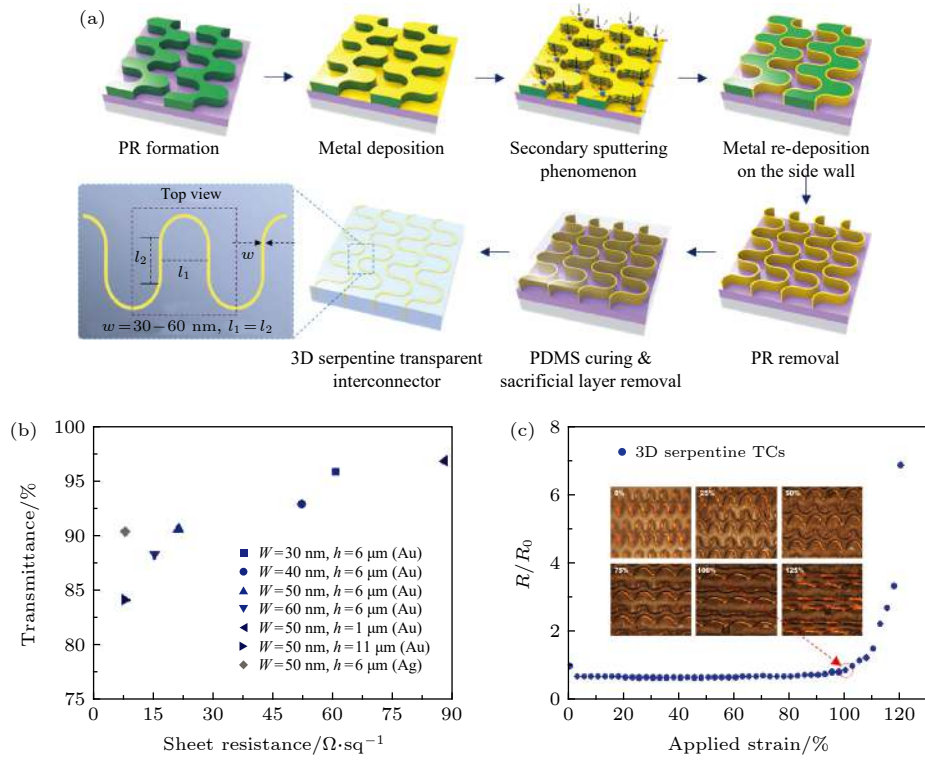 (a)
PR formation
Metal deposition
Secondary sputtering
phenomenon
Metal re-deposition
on the side wall
Top view
l₂
l₁
w
w=30−60 nm, l₁=l₂
3D serpentine transparent
interconnector
PDMS curing &
sacrificial layer removal
PR removal
(b)
100
95
90
85
80
75
Transmittance/%
W=30 nm, h=6 μm (Au)
W=40 nm, h=6 μm (Au)
W=50 nm, h=6 μm (Au)
W=60 nm, h=6 μm (Au)
W=50 nm, h=1 μm (Au)
W=50 nm, h=11 μm (Au)
W=50 nm, h=6 μm (Ag)
0 15 30 45 60 75 90
Sheet resistance/Ω·sq⁻¹
(c)
8
6
4
2
0
R/R₀
3D serpentine TCs
0% 25% 50%
75% 100% 125%
0 20 40 60 80 100 120
Applied strain/%